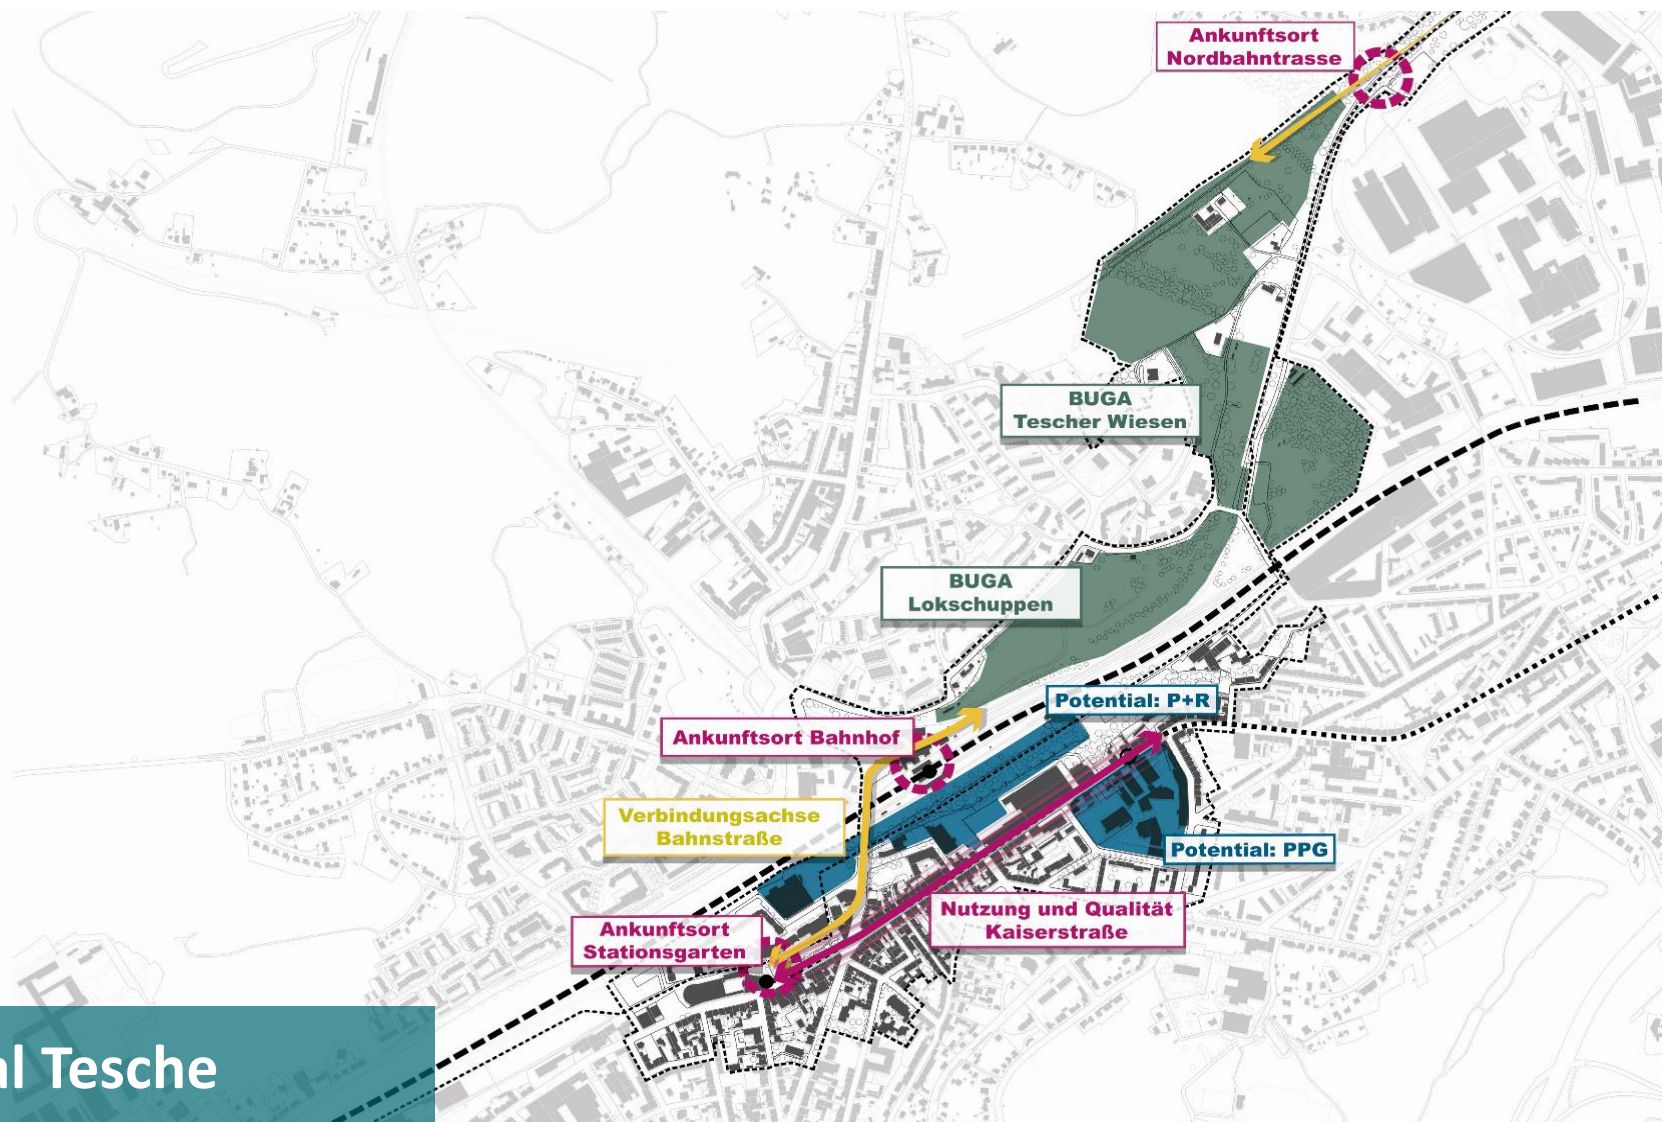 Ankunftsort
Nordbahntrasse
BUGA
Tescher Wiesen
BUGA
Lokschuppen
Potential: P+R
Ankunftsort Bahnhof
Verbindungsachse
Bahnstraße
Potential: PPG
Nutzung und Qualität
Kaiserstraße
Ankunftsort
Stationsgarten
Tesche